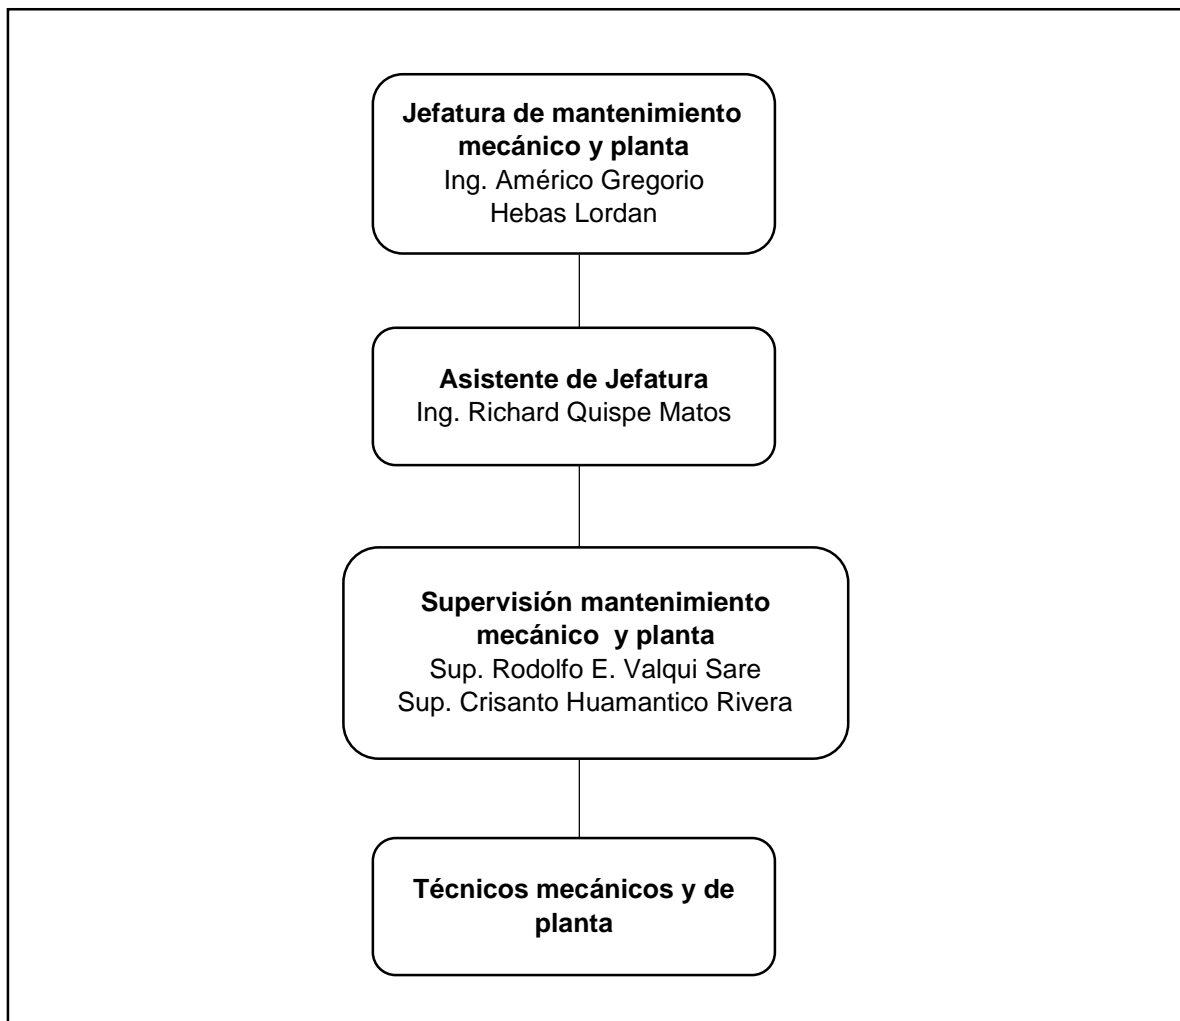 Jefatura de mantenimiento
mecánico y planta
Ing. Américo Gregorio
Hebas Lordan
Asistente de Jefatura
Ing. Richard Quispe Matos
Supervisión mantenimiento
mecánico  y planta
Sup. Rodolfo E. Valqui Sare
Sup. Crisanto Huamantico Rivera
Técnicos mecánicos y de
planta